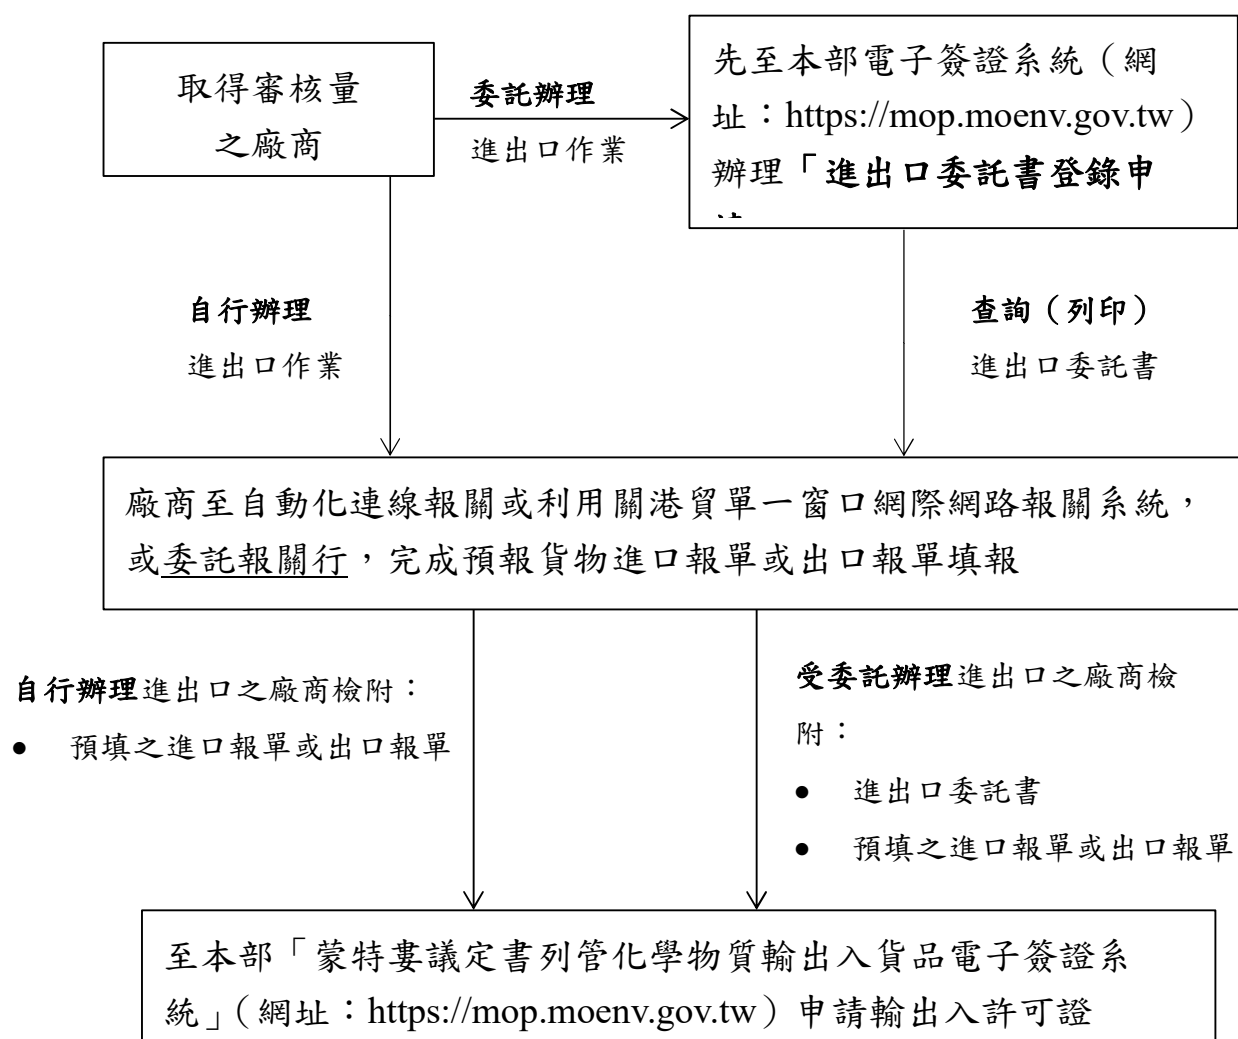 取得審核量
之廠商
委託辦理
進出口作業
先至本部電子簽證系統（網
址：https://mop.moenv.gov.tw）
辦理「進出口委託書登錄申
自行辦理
進出口作業
查詢（列印）
進出口委託書
廠商至自動化連線報關或利用關港貿單一窗口網際網路報關系統，
或委託報關行，完成預報貨物進口報單或出口報單填報
自行辦理進出口之廠商檢附：
• 預填之進口報單或出口報單
受委託辦理進出口之廠商檢
附：
• 進出口委託書
• 預填之進口報單或出口報單
至本部「蒙特婁議定書列管化學物質輸出入貨品電子簽證系
統」（網址：https://mop.moenv.gov.tw）申請輸出入許可證